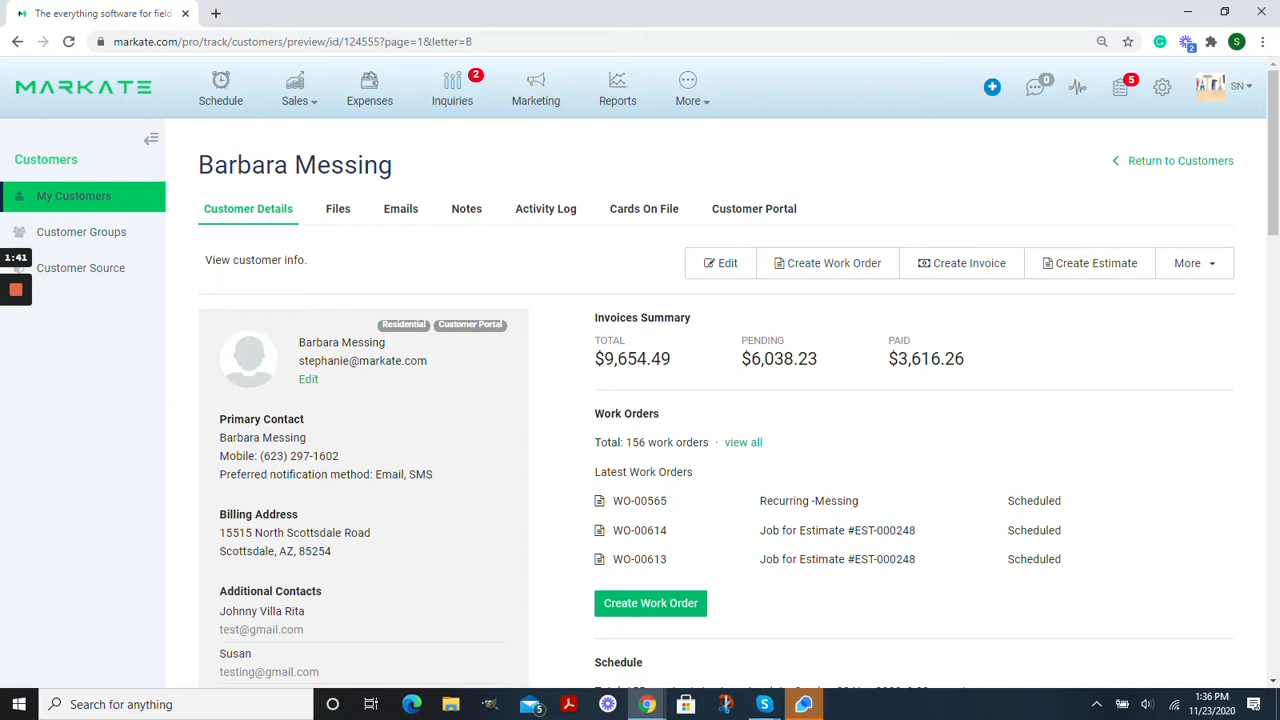 The everything software for field
markate.com/pro/track/customers/preview/id/124555?page=1&letter=B
S
2
MARKATE
Schedule
Sales
Expenses
Inquiries
2
Marketing
Reports
More
0
5
SN
Customers
My Customers
Customer Groups
Customer Source
1:41
Barbara Messing
Return to Customers
Customer Details
Files
Emails
Notes
Activity Log
Cards On File
Customer Portal
View customer info.
Edit
Create Work Order
Create Invoice
Create Estimate
More
Residential
Customer Portal
Barbara Messing
stephanie@markate.com
Edit
Primary Contact
Barbara Messing
Mobile: (623) 297-1602
Preferred notification method: Email, SMS
Billing Address
15515 North Scottsdale Road
Scottsdale, AZ, 85254
Additional Contacts
Johnny Villa Rita
test@gmail.com
Susan
testing@gmail.com
Invoices Summary
TOTAL PENDING PAID
$9,654.49 $6,038.23 $3,616.26
Work Orders
Total: 156 work orders · view all
Latest Work Orders
WO-00565 Recurring -Messing Scheduled
WO-00614 Job for Estimate #EST-000248 Scheduled
WO-00613 Job for Estimate #EST-000248 Scheduled
Create Work Order
Schedule
Search for anything
5
1:36 PM
11/23/2020